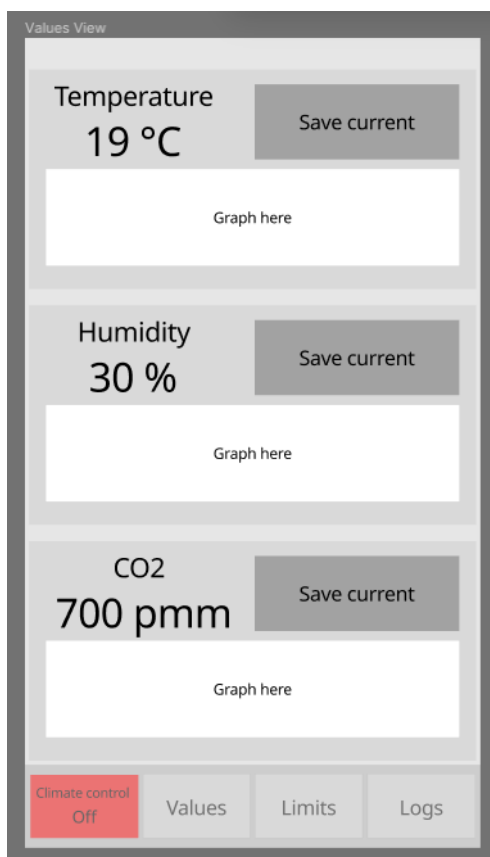 Values View
Temperature
19 °C
Save current
Graph here
Humidity
30 %
Save current
Graph here
CO2
700 pmm
Save current
Graph here
Climate control
Off
Values
Limits
Logs